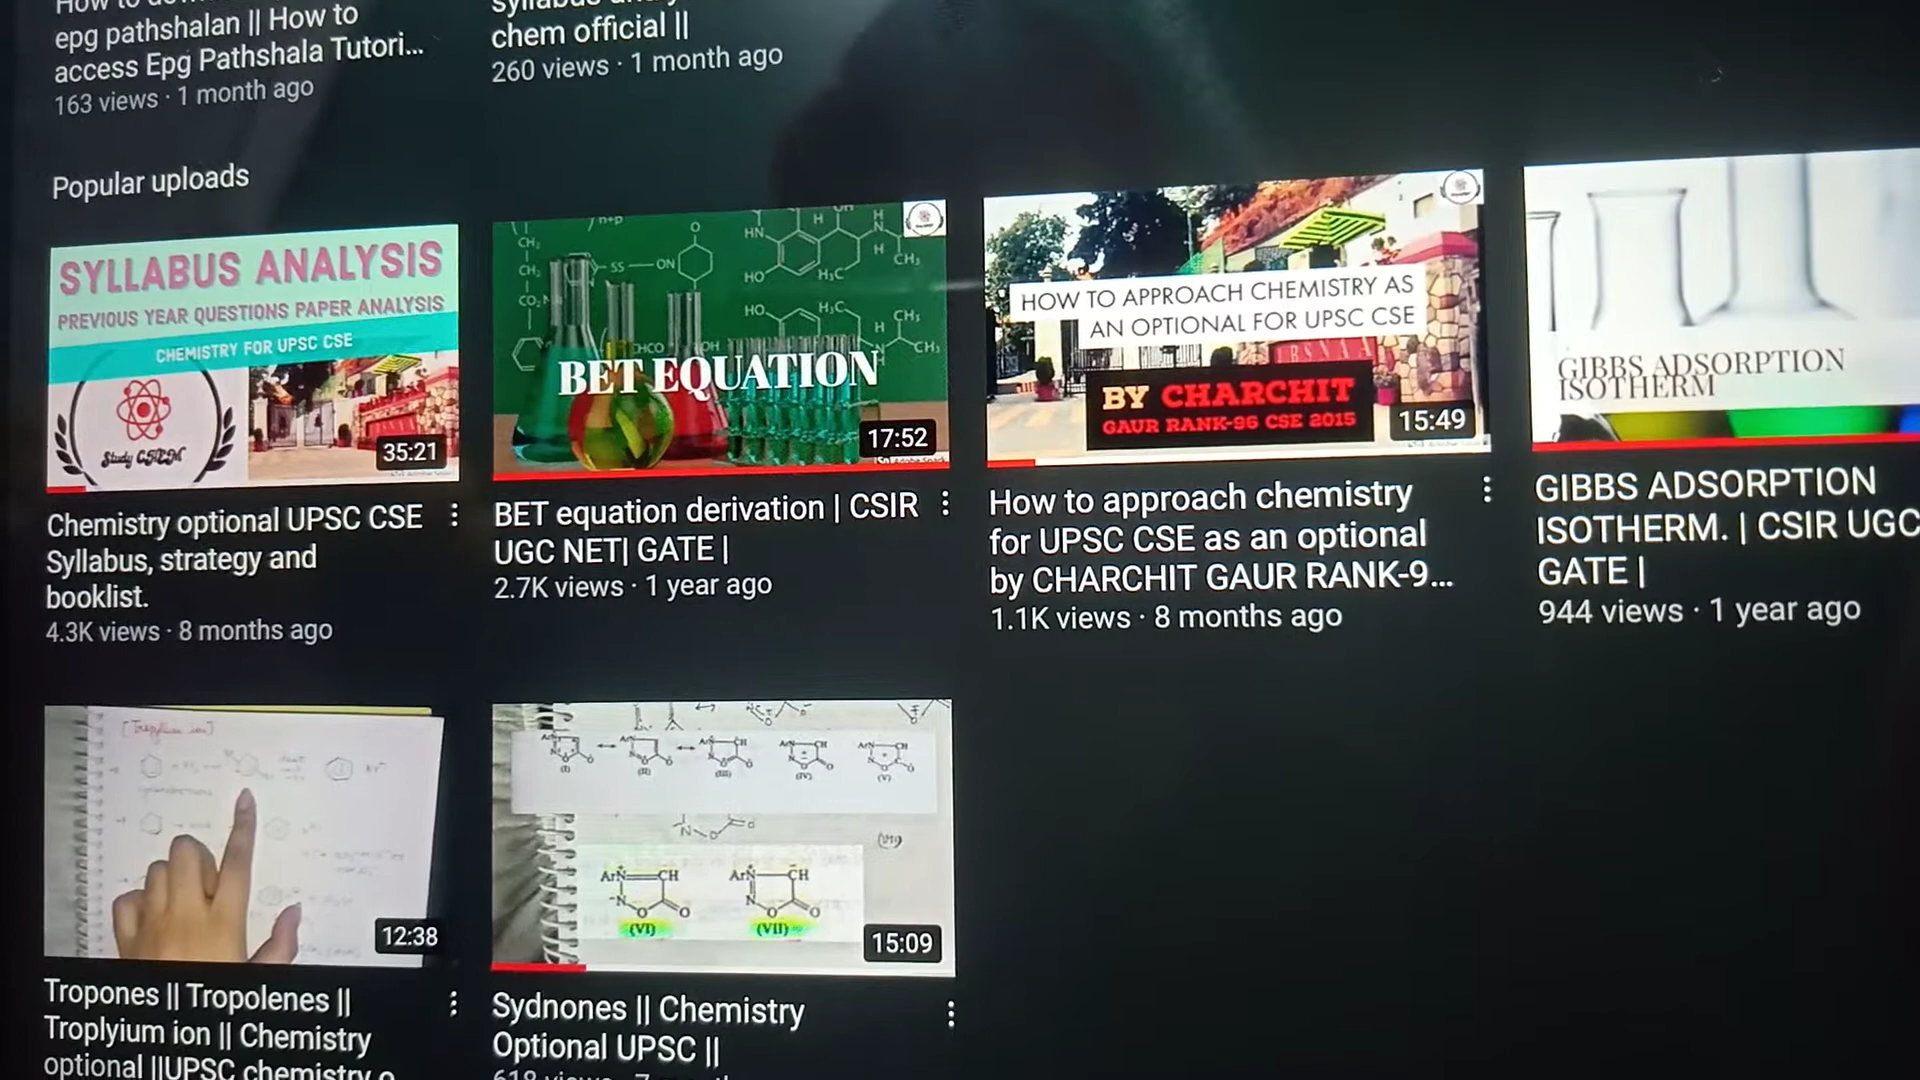 epg pathshalan || How to
access Epg Pathshala Tutori...
163 views · 1 month ago
chem official ||
260 views · 1 month ago
Popular uploads
SYLLABUS ANALYSIS
PREVIOUS YEAR QUESTIONS PAPER ANALYSIS
CHEMISTRY FOR UPSC CSE
Study CHEM
35:21
Chemistry optional UPSC CSE
Syllabus, strategy and
booklist.
4.3K views · 8 months ago
BET EQUATION
17:52
BET equation derivation | CSIR
UGC NET| GATE |
2.7K views · 1 year ago
HOW TO APPROACH CHEMISTRY AS
AN OPTIONAL FOR UPSC CSE
BY CHARCHIT
GAUR RANK-96 CSE 2015
15:49
How to approach chemistry
for UPSC CSE as an optional
by CHARCHIT GAUR RANK-9...
1.1K views · 8 months ago
GIBBS ADSORPTION
ISOTHERM
GIBBS ADSORPTION
ISOTHERM. | CSIR UGC
GATE |
944 views · 1 year ago
12:38
Tropones || Tropolenes ||
Troplyium ion || Chemistry
optional ||UPSC chemistry o
(VI)
(VII)
15:09
Sydnones || Chemistry
Optional UPSC ||